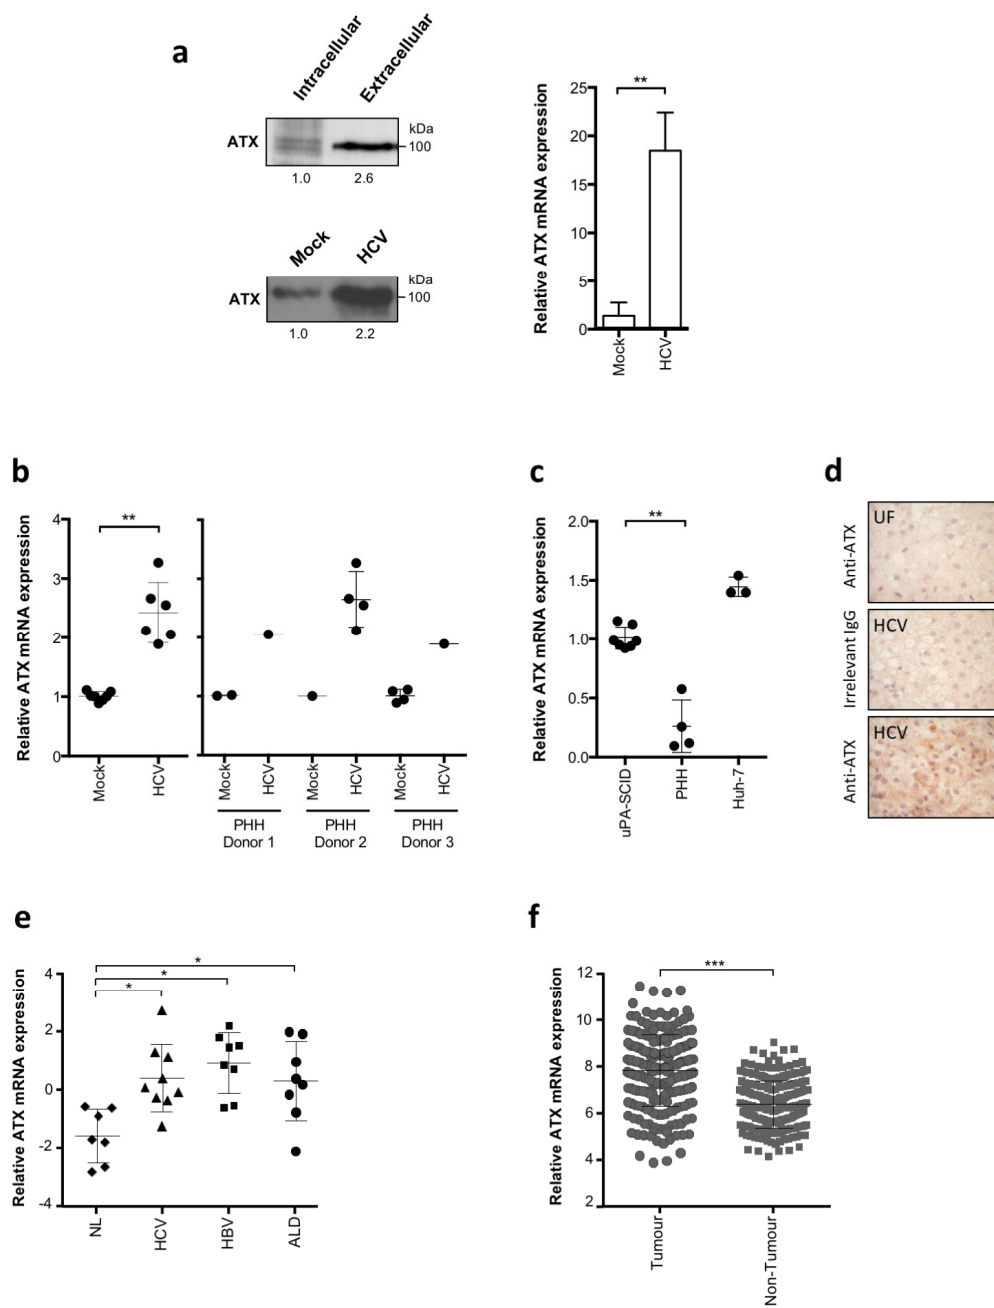 a
Intracellular
Extracellular
ATX
kDa
100
1.0
2.6
Mock
HCV
ATX
kDa
100
1.0
2.2
Relative ATX mRNA expression
25
20
15
10
5
0
**
Mock
HCV
b
Relative ATX mRNA expression
4
3
2
1
0
**
Mock
HCV
Mock
HCV
Mock
HCV
Mock
HCV
PHH
Donor 1
PHH
Donor 2
PHH
Donor 3
c
Relative ATX mRNA expression
2.0
1.5
1.0
0.5
0.0
**
uPA-SCID
PHH
Huh-7
d
Anti-ATX
UF
Irrelevant IgG
HCV
Anti-ATX
HCV
e
Relative ATX mRNA expression
4
2
0
-2
-4
*
*
*
NL
HCV
HBV
ALD
f
Relative ATX mRNA expression
12
10
8
6
4
2
***
Tumour
Non-Tumour